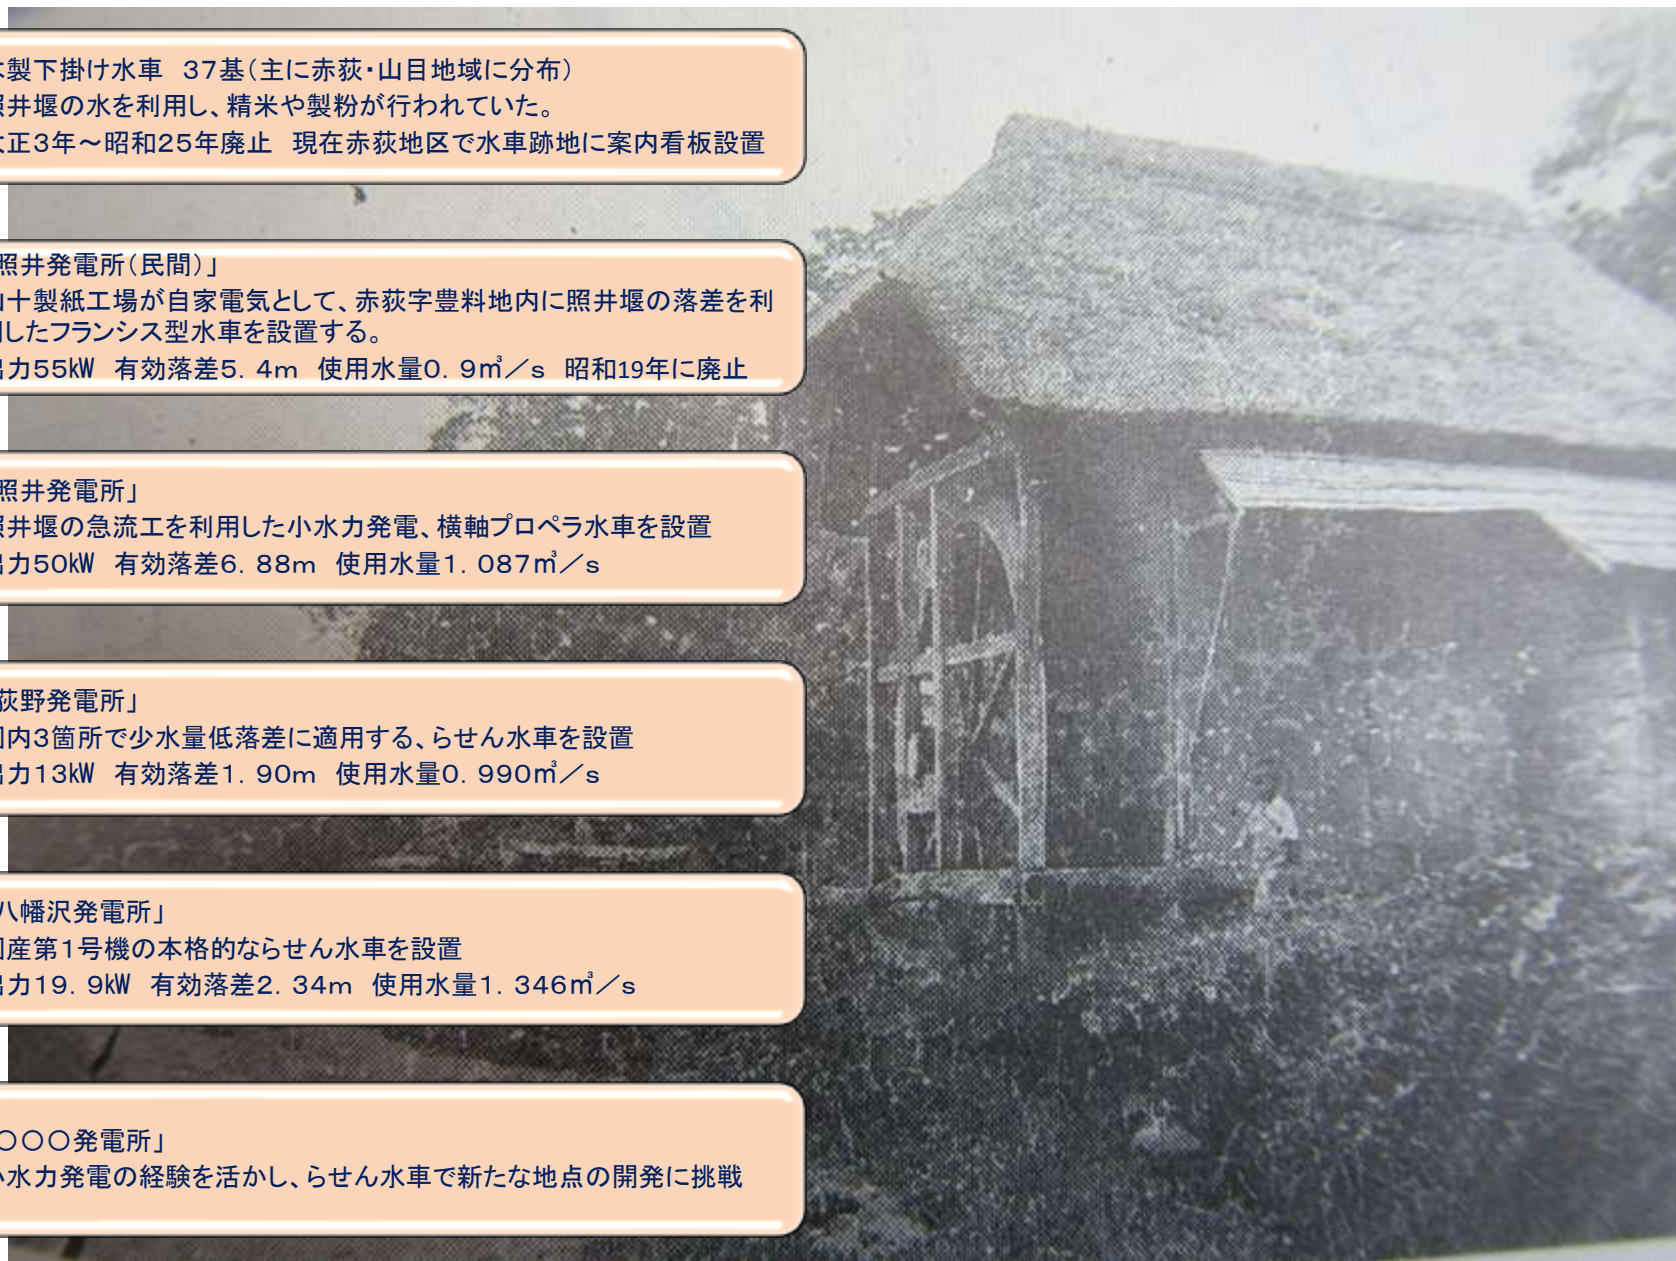 木製下掛け水車　37基（主に赤荻・山目地域に分布）
照井堰の水を利用し、精米や製粉が行われていた。
大正3年～昭和25年廃止　現在赤荻地区で水車跡地に案内看板設置
照井発電所（民間）」
山十製紙工場が自家電気として、赤荻字豊料地内に照井堰の落差を利
用したフランシス型水車を設置する。
出力55㎾　有効落差5．4m　使用水量0．9㎥／s　昭和19年に廃止
照井発電所」
照井堰の急流工を利用した小水力発電、横軸プロペラ水車を設置
出力50㎾　有効落差6．88m　使用水量1．087㎥／s
荻野発電所」
国内3箇所で少水量低落差に適用する、らせん水車を設置
出力13㎾　有効落差1．90m　使用水量0．990㎥／s
八幡沢発電所」
国産第1号機の本格的ならせん水車を設置
出力19．9㎾　有効落差2．34m　使用水量1．346㎥／s
○○○発電所」
小水力発電の経験を活かし、らせん水車で新たな地点の開発に挑戦